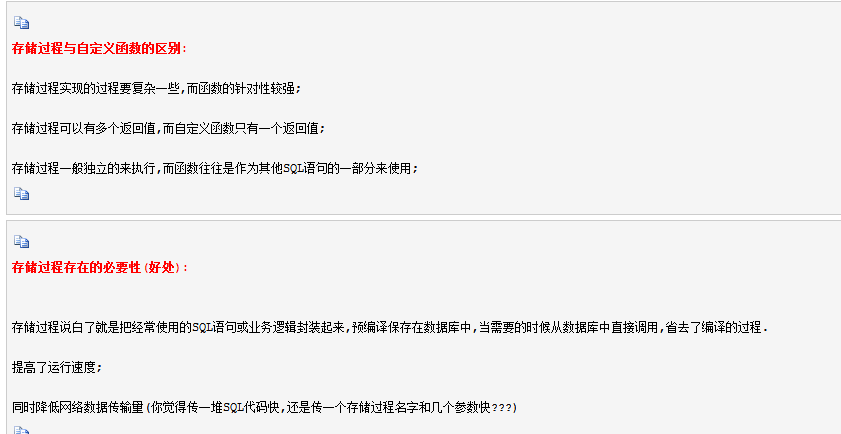 存储过程与自定义函数的区别:
存储过程实现的过程要复杂一些,而函数的针对性较强;
存储过程可以有多个返回值,而自定义函数只有一个返回值;
存储过程一般独立的来执行,而函数往往是作为其他SQL语句的一部分来使用;
存储过程存在的必要性(好处):
存储过程说白了就是把经常使用的SQL语句或业务逻辑封装起来,预编译保存在数据库中,当需要的时候从数据库中直接调用,省去了编译的过程.
提高了运行速度;
同时降低网络数据传输量(你觉得传一堆SQL代码快,还是传一个存储过程名字和几个参数快???)